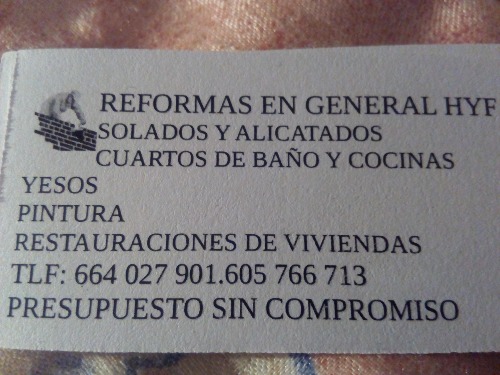 REFORMAS EN GENERAL HYF
SOLADOS Y ALICATADOS
CUARTOS DE BAÑO Y COCINAS
YESOS
PINTURA
RESTAURACIONES DE VIVIENDAS
TLF: 664 027 901.605 766 713
PRESUPUESTO SIN COMPROMISO